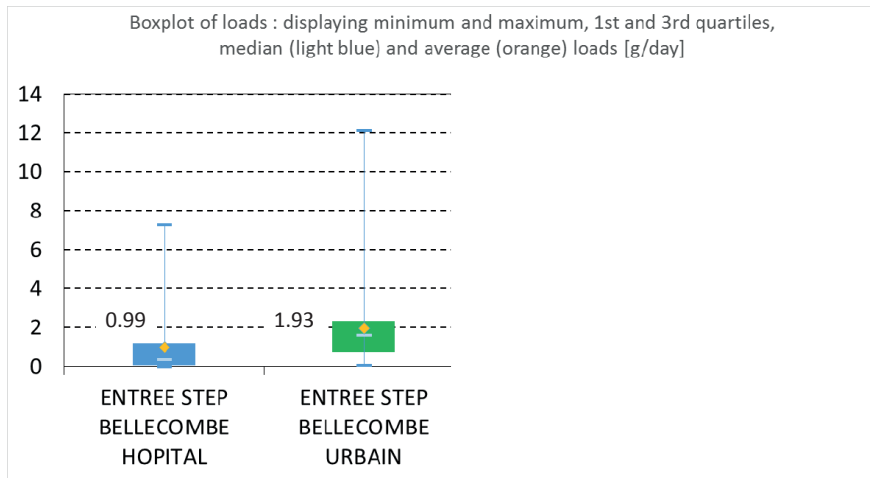 Boxplot of loads : displaying minimum and maximum, 1st and 3rd quartiles,
median (light blue) and average (orange) loads [g/day]
14
12
10
8
6
4
2
0
0.99
1.93
ENTREE STEP
BELLECOMBE
HOPITAL
ENTREE STEP
BELLECOMBE
URBAIN